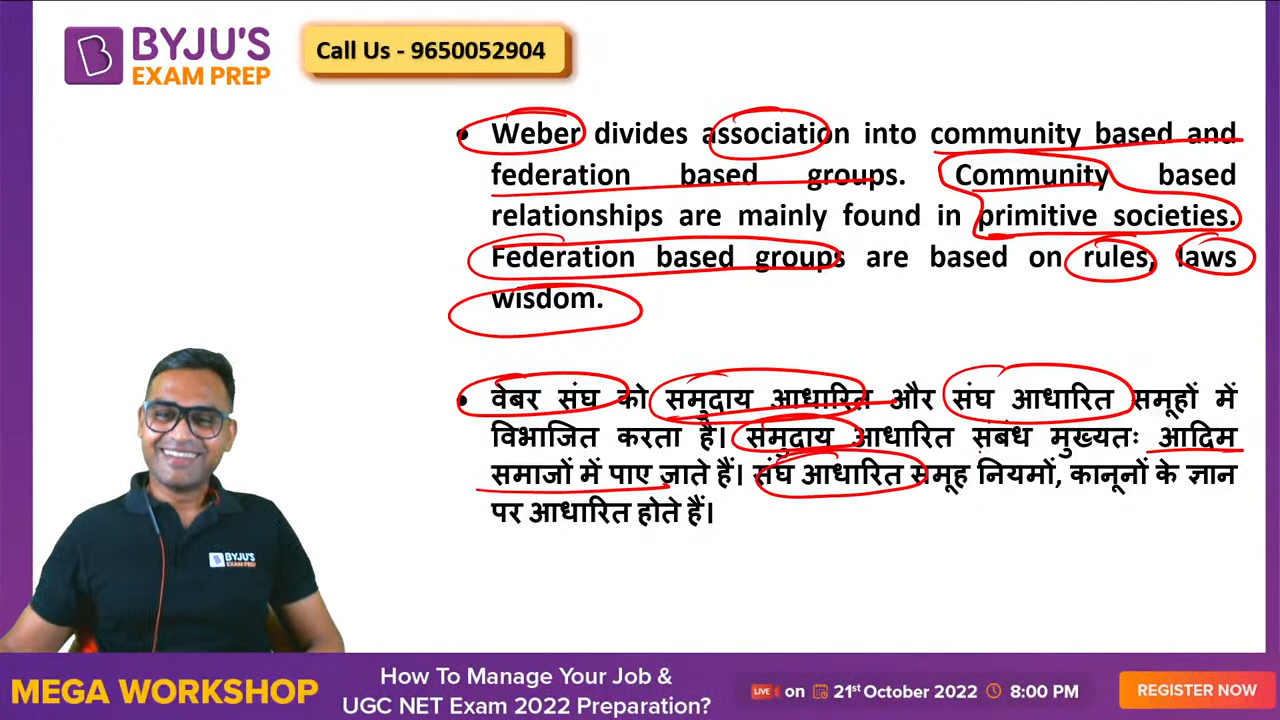 BYJU'S
EXAM PREP
Call Us - 9650052904
• Weber divides association into community based and
federation based groups. Community based
relationships are mainly found in primitive societies.
Federation based groups are based on rules, laws
wisdom.
• वेबर संघ को समुदाय आधारित और संघ आधारित समूहों में
विभाजित करता है। समुदाय आधारित संबंध मुख्यतः आदिम
समाजों में पाए जाते हैं। संघ आधारित समूह नियमों, कानूनों के ज्ञान
पर आधारित होते हैं।
BYJU'S
EXAM PREP
MEGA WORKSHOP
How To Manage Your Job &
UGC NET Exam 2022 Preparation?
LIVE on 21st October 2022 8:00 PM
REGISTER NOW